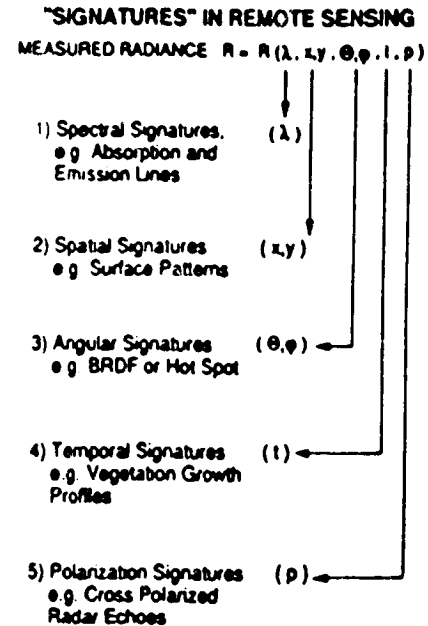 "SIGNATURES" IN REMOTE SENSING
MEASURED RADIANCE R = R (λ, x,y, Θ,φ, t, p)
1) Spectral Signatures, (λ)
e g Absorption and
Emission Lines
2) Spatial Signatures (x,y)
e g Surface Patterns
3) Angular Signatures (Θ,φ)
e g. BRDF or Hot Spot
4) Temporal Signatures (t)
e.g. Vegetation Growth
Profiles
5) Polarization Signatures (p)
e.g. Cross Polarized
Radar Echoes